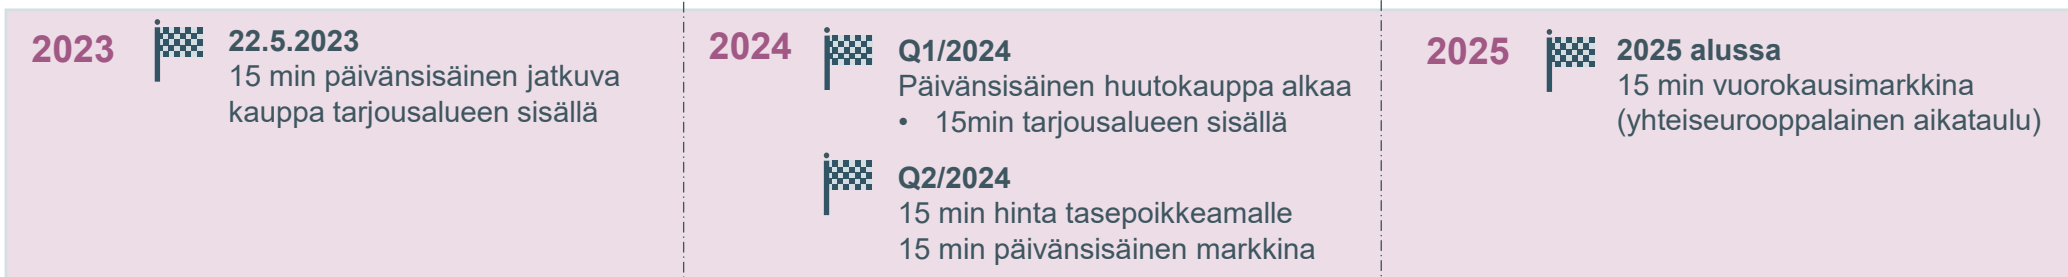 2023
22.5.2023
15 min päivänsisäinen jatkuva
kauppa tarjousalueen sisällä
2024
Q1/2024
Päivänsisäinen huutokauppa alkaa
• 15min tarjousalueen sisällä
Q2/2024
15 min hinta tasepoikkeamalle
15 min päivänsisäinen markkina
2025
2025 alussa
15 min vuorokausimarkkina
(yhteiseurooppalainen aikataulu)